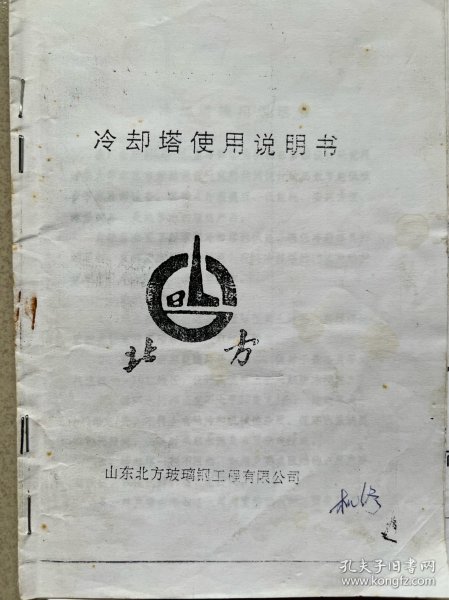 冷却塔使用说明书
北方
山东北方玻璃钢工程有限公司
机修
孔夫子旧书网
www.kongfz.com